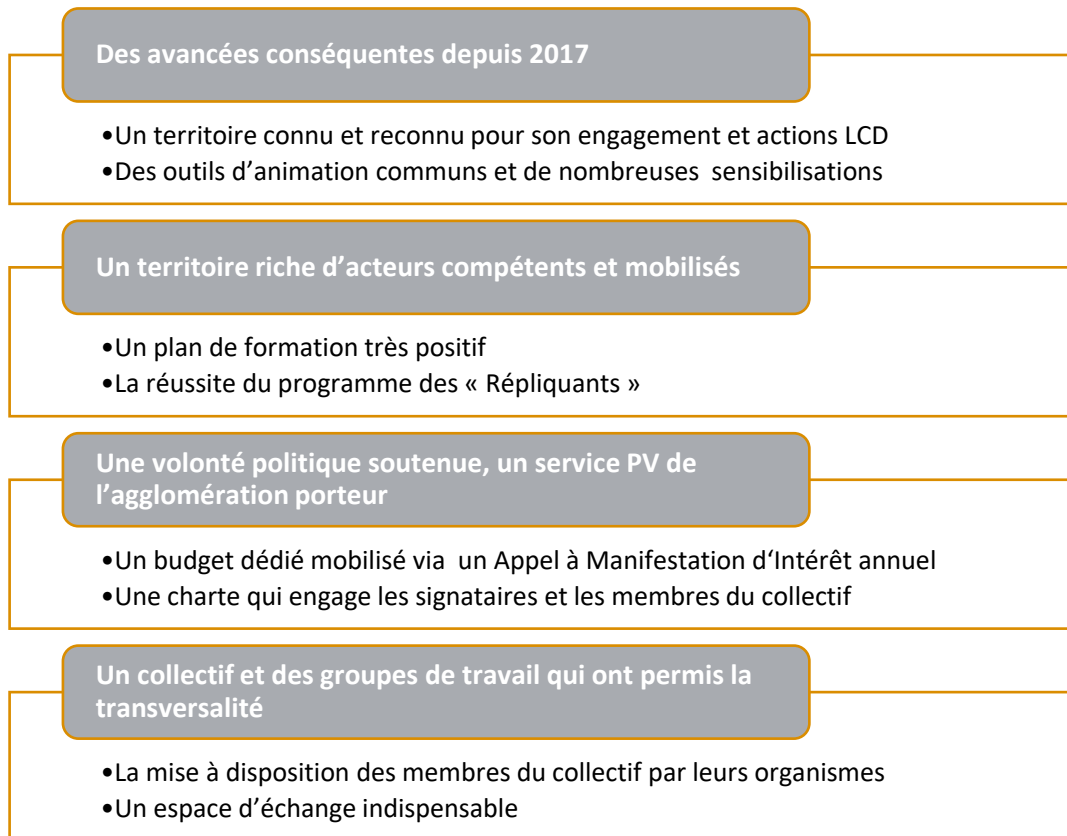 Des avancées conséquentes depuis 2017
•Un territoire connu et reconnu pour son engagement et actions LCD
•Des outils d’animation communs et de nombreuses  sensibilisations
Un territoire riche d’acteurs compétents et mobilisés
•Un plan de formation très positif
•La réussite du programme des « Répliquants »
Une volonté politique soutenue, un service PV de
l’agglomération porteur
•Un budget dédié mobilisé via  un Appel à Manifestation d‘Intérêt annuel
•Une charte qui engage les signataires et les membres du collectif
Un collectif et des groupes de travail qui ont permis la
transversalité
•La mise à disposition des membres du collectif par leurs organismes
•Un espace d’échange indispensable